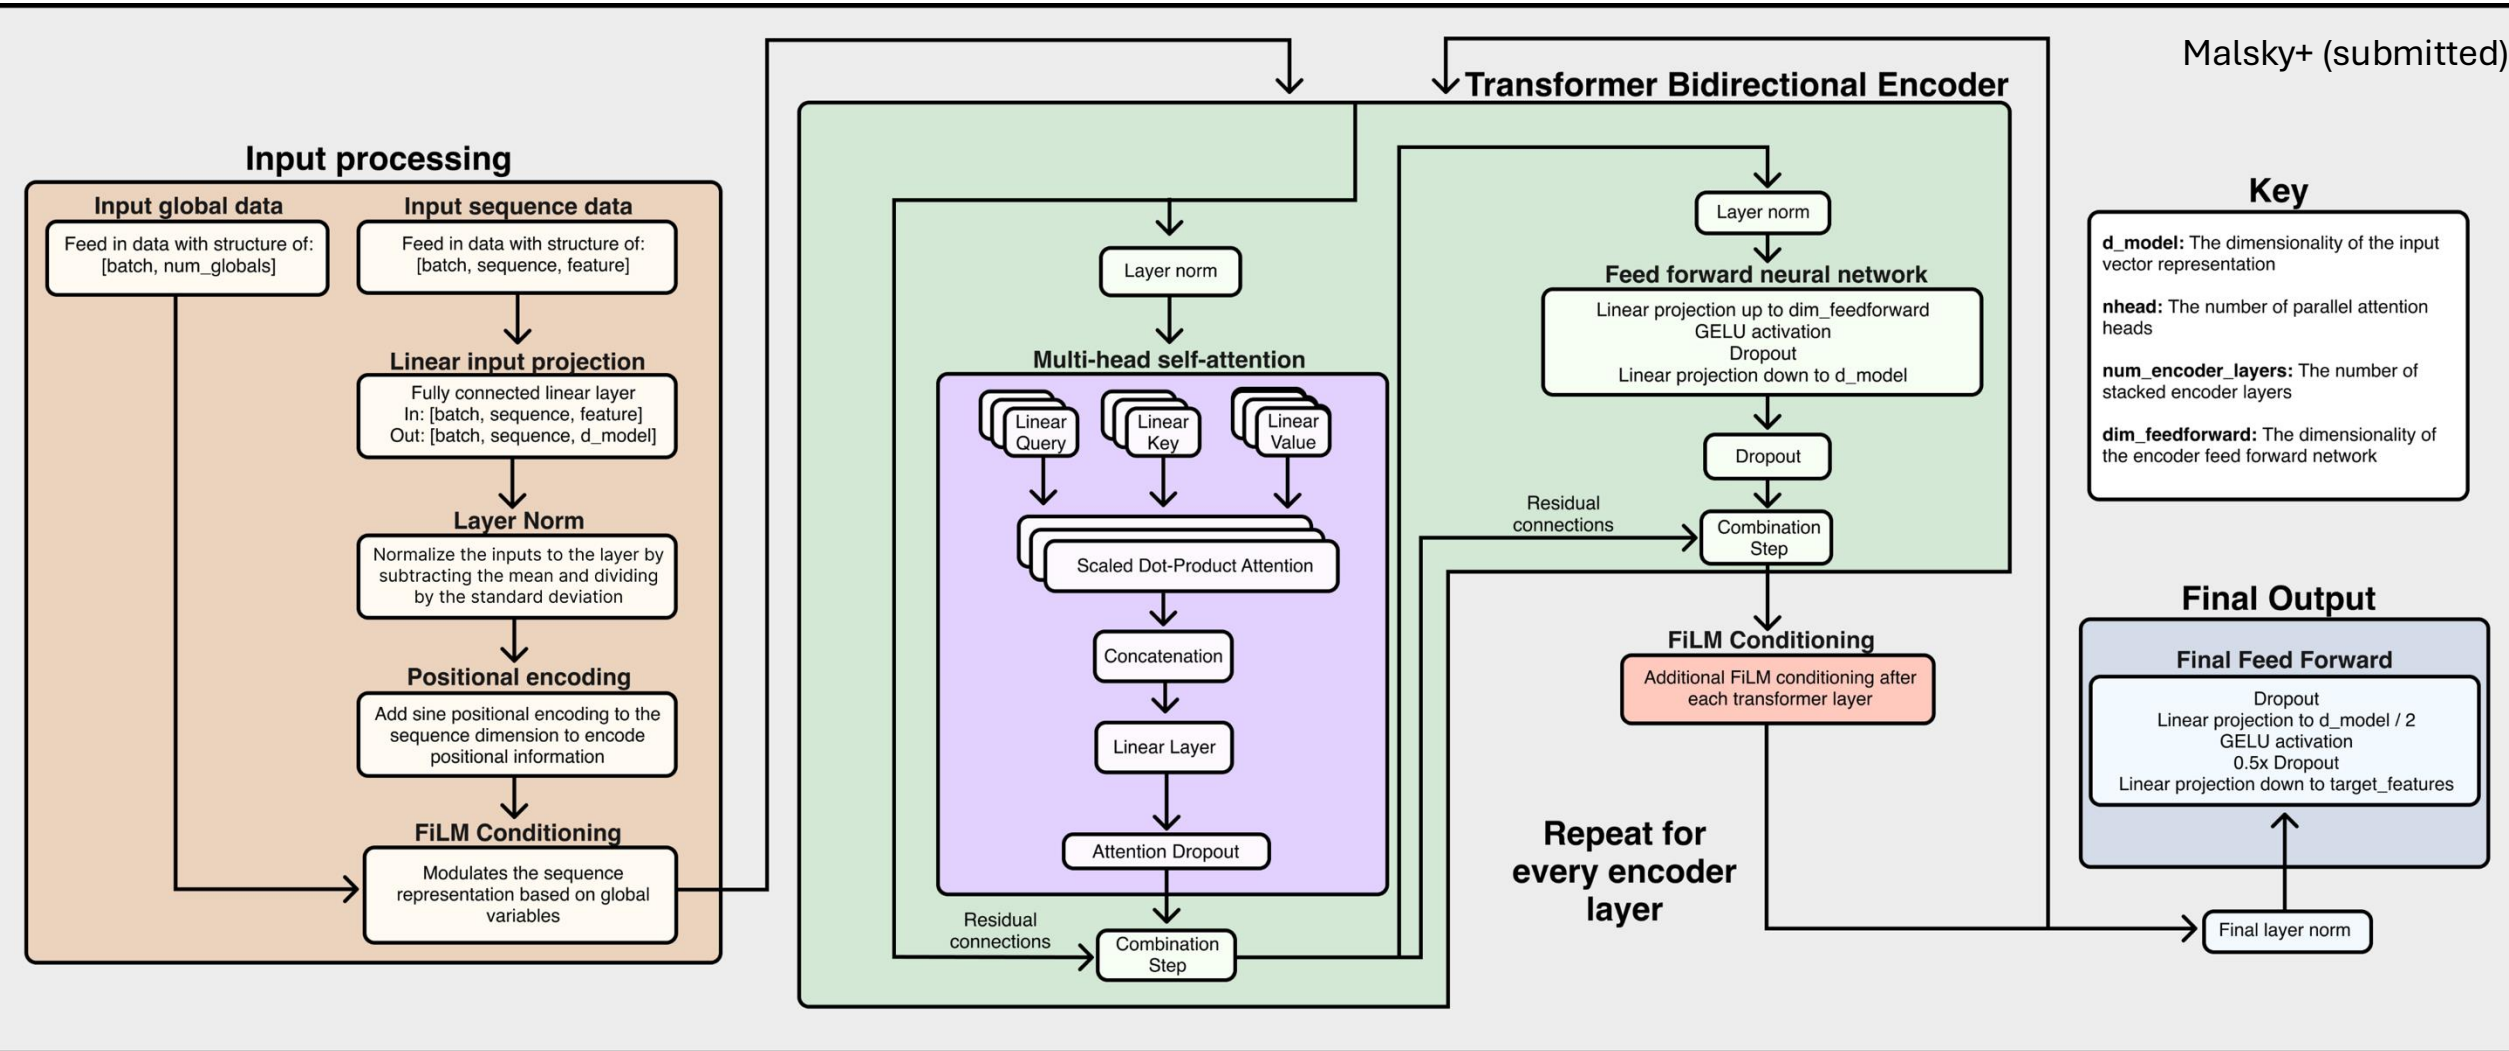 Malsky+ (submitted)
Input processing
Input global data
Feed in data with structure of:
[batch, num_globals]
Input sequence data
Feed in data with structure of:
[batch, sequence, feature]
Linear input projection
Fully connected linear layer
In: [batch, sequence, feature]
Out: [batch, sequence, d_model]
Layer Norm
Normalize the inputs to the layer by
subtracting the mean and dividing
by the standard deviation
Positional encoding
Add sine positional encoding to the
sequence dimension to encode
positional information
FiLM Conditioning
Modulates the sequence
representation based on global
variables
Transformer Bidirectional Encoder
Layer norm
Multi-head self-attention
Linear
Query
Linear
Key
Linear
Value
Scaled Dot-Product Attention
Concatenation
Linear Layer
Attention Dropout
Residual
connections
Combination
Step
Layer norm
Feed forward neural network
Linear projection up to dim_feedforward
GELU activation
Dropout
Linear projection down to d_model
Dropout
Residual
connections
Combination
Step
FiLM Conditioning
Additional FiLM conditioning after
each transformer layer
Repeat for
every encoder
layer
Key
d_model: The dimensionality of the input
vector representation
nhead: The number of parallel attention
heads
num_encoder_layers: The number of
stacked encoder layers
dim_feedforward: The dimensionality of
the encoder feed forward network
Final Output
Final Feed Forward
Dropout
Linear projection to d_model / 2
GELU activation
0.5x Dropout
Linear projection down to target_features
Final layer norm